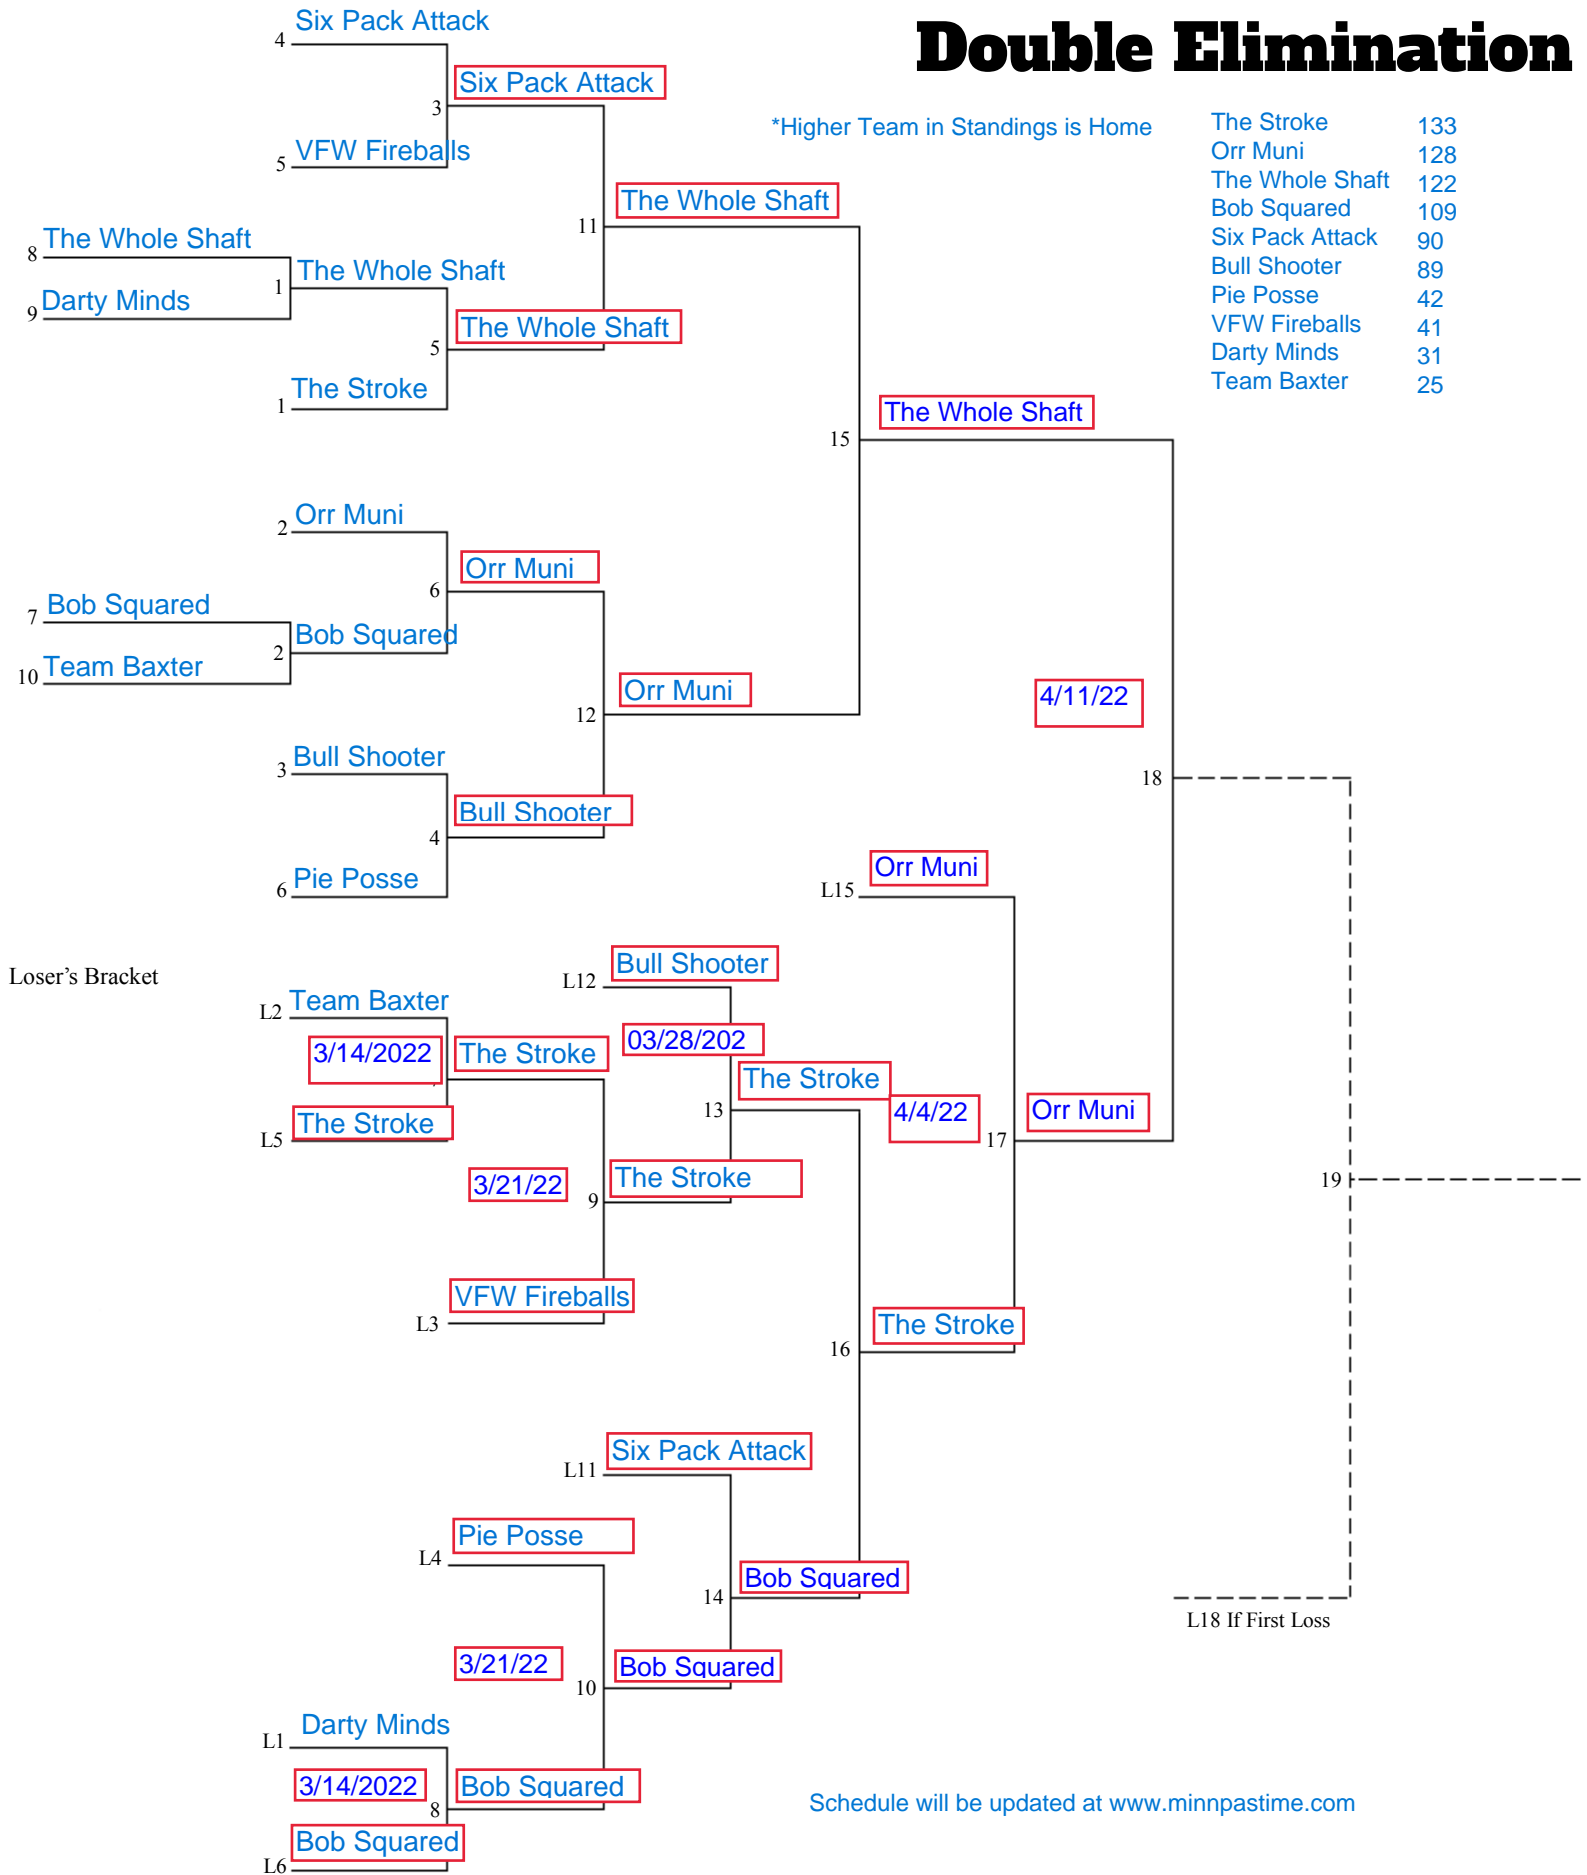 Double Elimination
*Higher Team in Standings is Home
The Stroke 133
Orr Muni 128
The Whole Shaft 122
Bob Squared 109
Six Pack Attack 90
Bull Shooter 89
Pie Posse 42
VFW Fireballs 41
Darty Minds 31
Team Baxter 25
4 Six Pack Attack
3 Six Pack Attack
5 VFW Fireballs
11 The Whole Shaft
8 The Whole Shaft
1 The Whole Shaft
9 Darty Minds
5 The Whole Shaft
1 The Stroke
15 The Whole Shaft
2 Orr Muni
6 Orr Muni
7 Bob Squared
2 Bob Squared
10 Team Baxter
12 Orr Muni
4/11/22
18
3 Bull Shooter
4 Bull Shooter
6 Pie Posse
L15 Orr Muni
Loser's Bracket
L12 Bull Shooter
L2 Team Baxter
3/14/2022
The Stroke
03/28/202
L5 The Stroke
13 The Stroke
4/4/22
17 Orr Muni
3/21/22
9 The Stroke
19
L3 VFW Fireballs
16 The Stroke
L11 Six Pack Attack
L4 Pie Posse
14 Bob Squared
L18 If First Loss
3/21/22
10 Bob Squared
L1 Darty Minds
3/14/2022
8 Bob Squared
L6 Bob Squared
Schedule will be updated at www.minnpastime.com